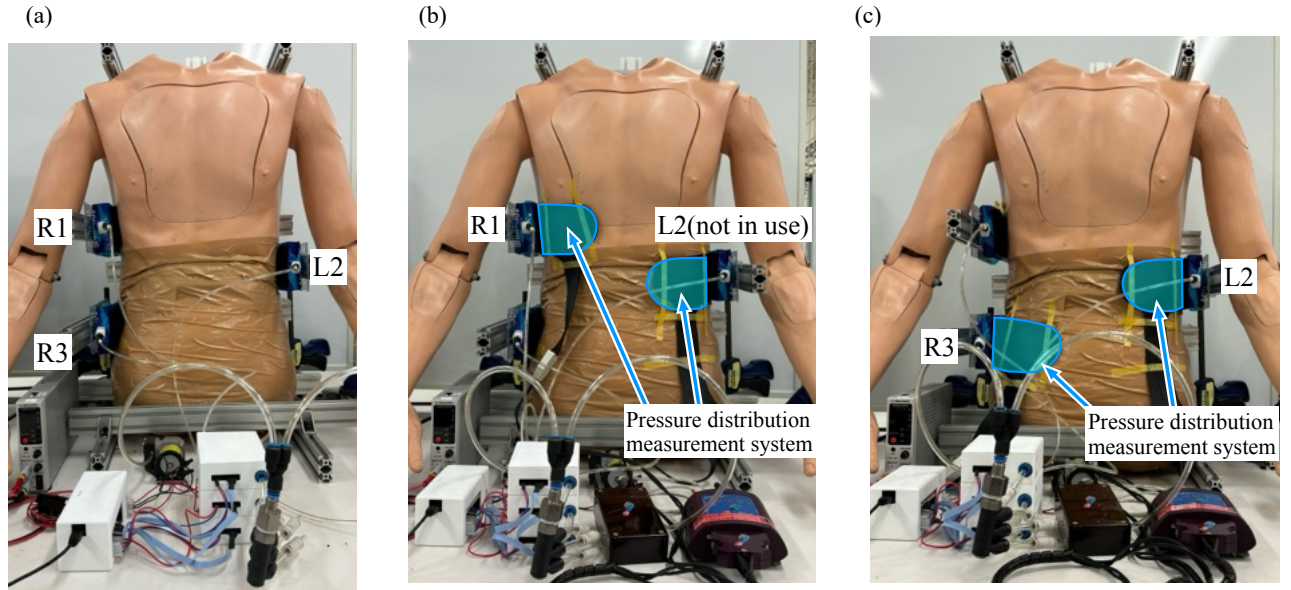 (a)
(b)
(c)
R1
L2
R3
R1
L2(not in use)
Pressure distribution
measurement system
L2
R3
Pressure distribution
measurement system